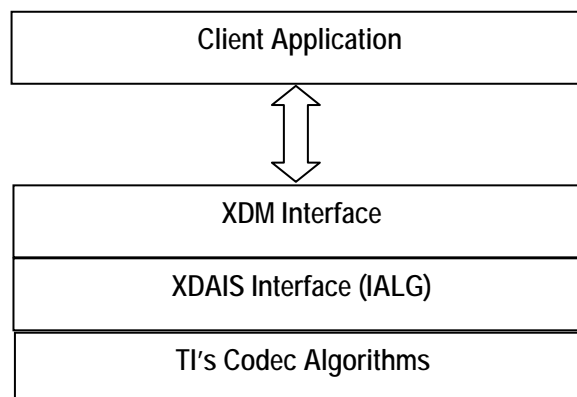 Client Application
XDM Interface
XDAIS Interface (IALG)
TI's Codec Algorithms